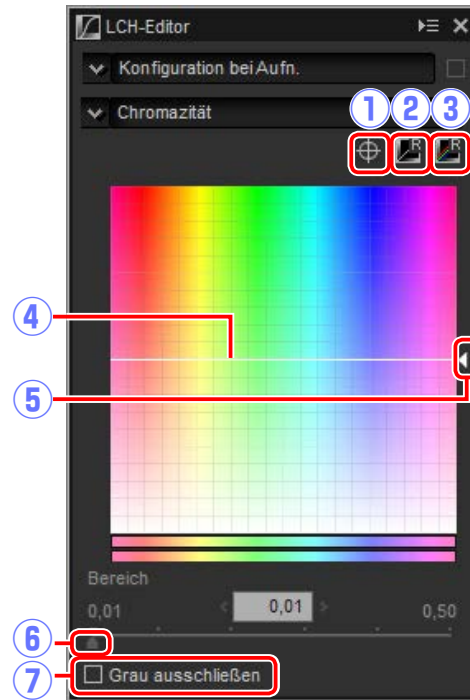 LCH-Editor
Konfiguration bei Aufn.
Chromazität
1 2 3
R R
4
5
Bereich
0,01 < 0,01 > 0,50
6
7
Grau ausschließen